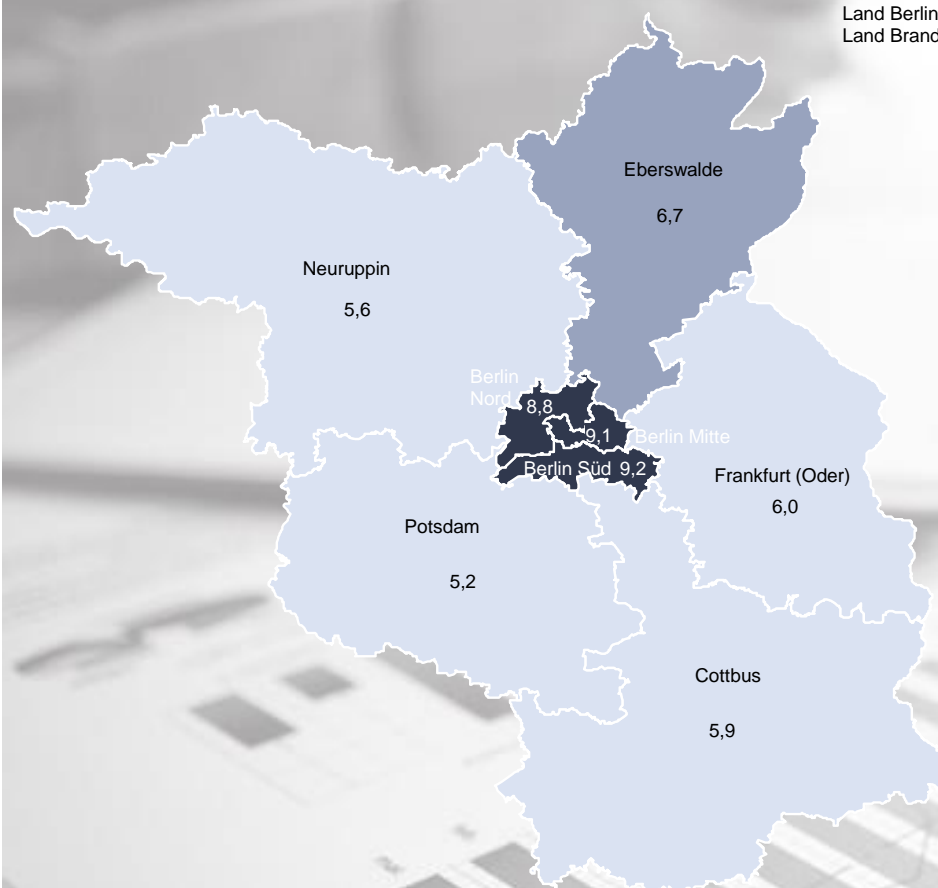 Land Berlin
Land Brand
Eberswalde
6,7
Neuruppin
5,6
Berlin
Nord
8,8
9,1
Berlin Mitte
Berlin Süd 9,2
Frankfurt (Oder)
6,0
Potsdam
5,2
Cottbus
5,9